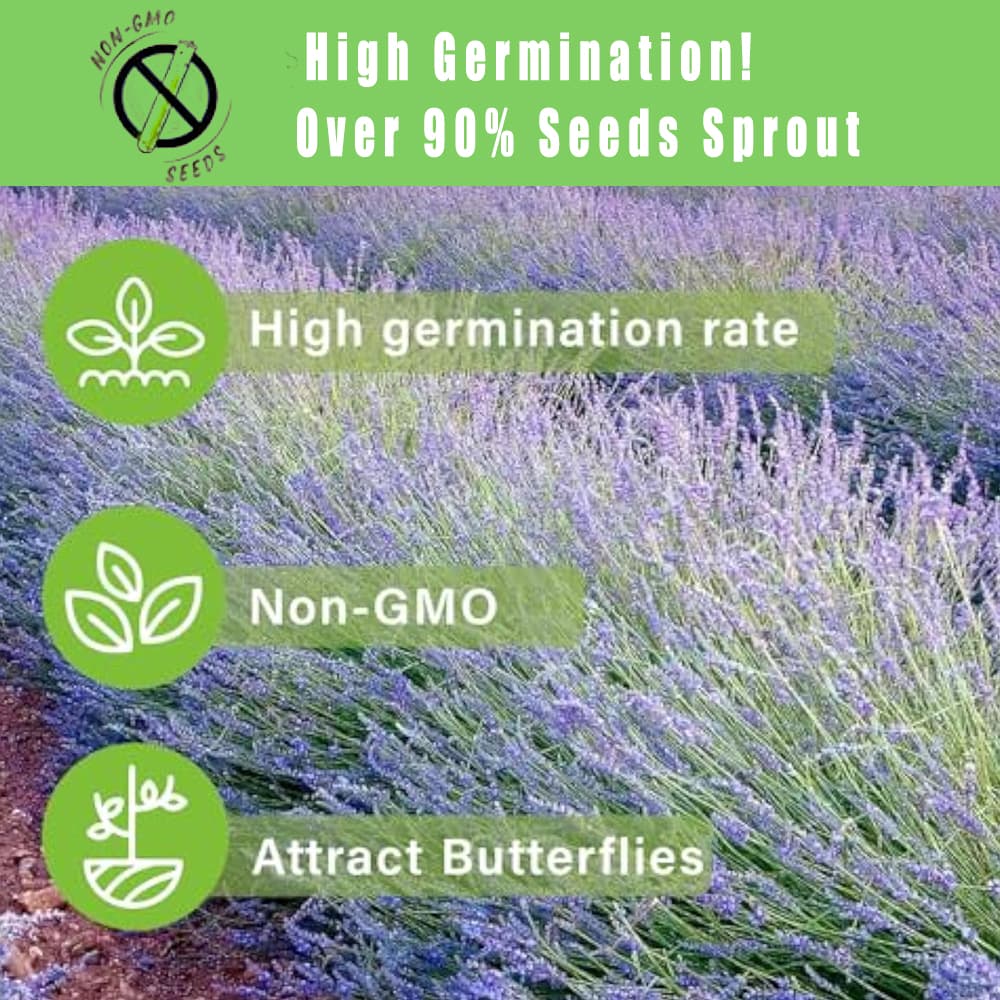 NON-GMO
SEEDS
High Germination!
Over 90% Seeds Sprout
High germination rate
Non-GMO
Attract Butterflies